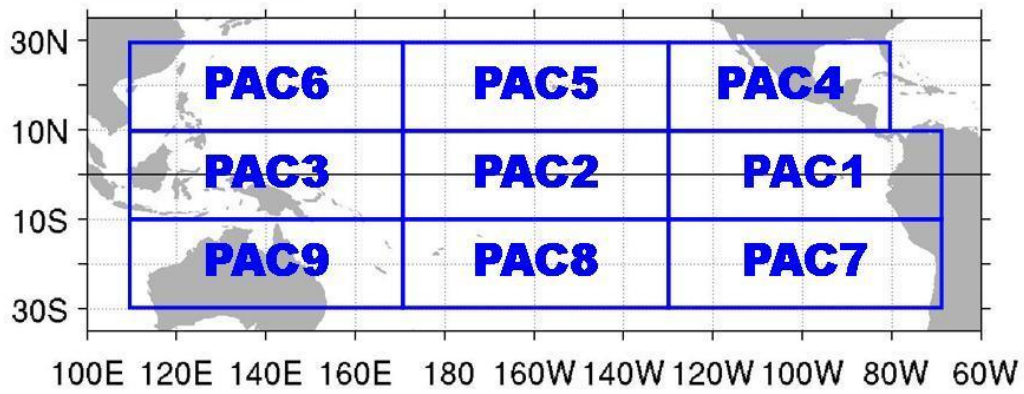 30N
PAC6 PAC5 PAC4
10N
PAC3 PAC2 PAC1
10S
PAC9 PAC8 PAC7
30S
100E 120E 140E 160E 180 160W 140W 120W 100W 80W 60W